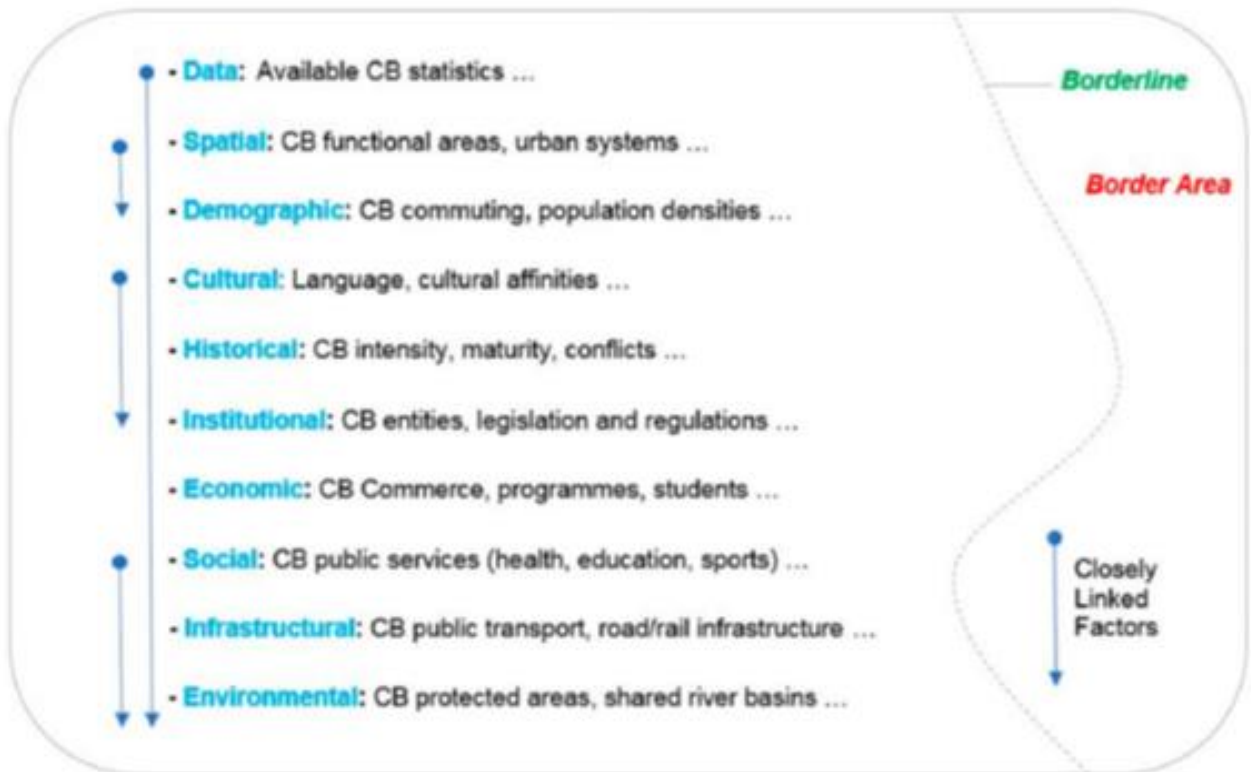 - Data: Available CB statistics ...
- Spatial: CB functional areas, urban systems ...
- Demographic: CB commuting, population densities ...
- Cultural: Language, cultural affinities ...
- Historical: CB intensity, maturity, conflicts ...
- Institutional: CB entities, legislation and regulations ...
- Economic: CB Commerce, programmes, students ...
- Social: CB public services (health, education, sports) ...
- Infrastructural: CB public transport, road/rail infrastructure ...
- Environmental: CB protected areas, shared river basins ...
Borderline
Border Area
Closely
Linked
Factors